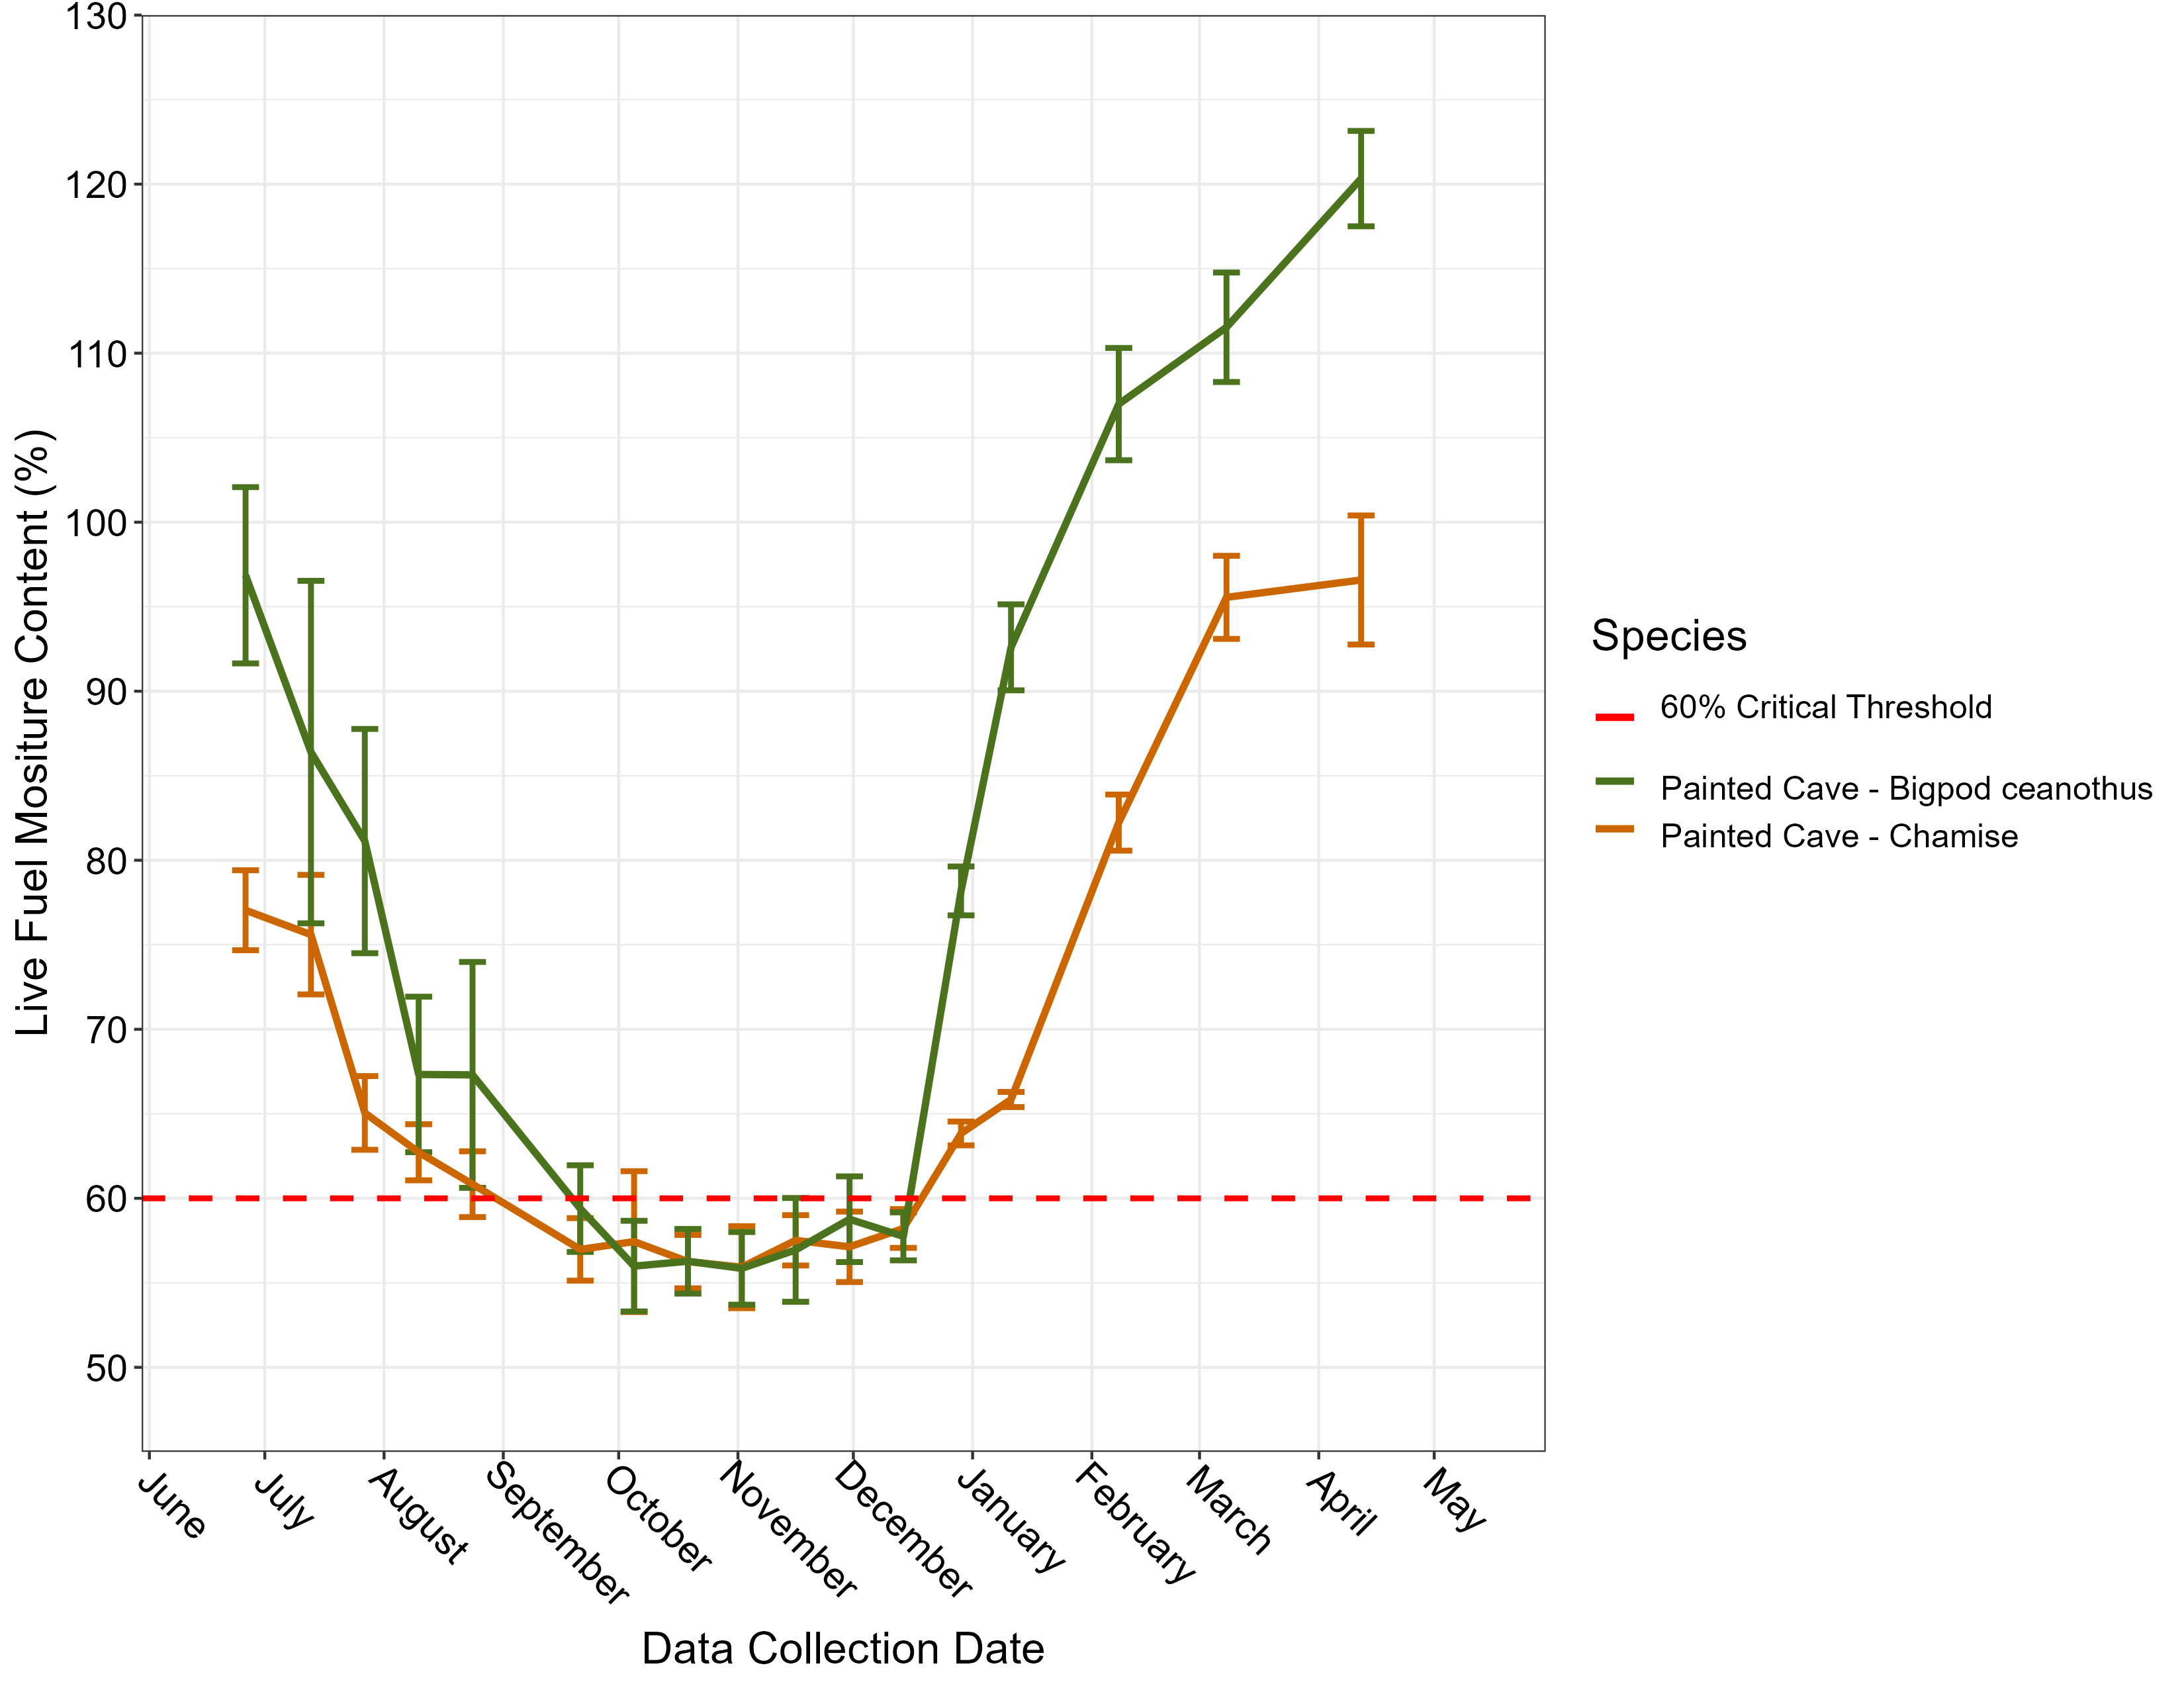 130
120
110
100
90
80
70
60
50
Live Fuel Mositure Content (%)
June
July
August
September
October
November
December
January
February
March
April
May
Data Collection Date
Species
60% Critical Threshold
Painted Cave - Bigpod ceanothus
Painted Cave - Chamise